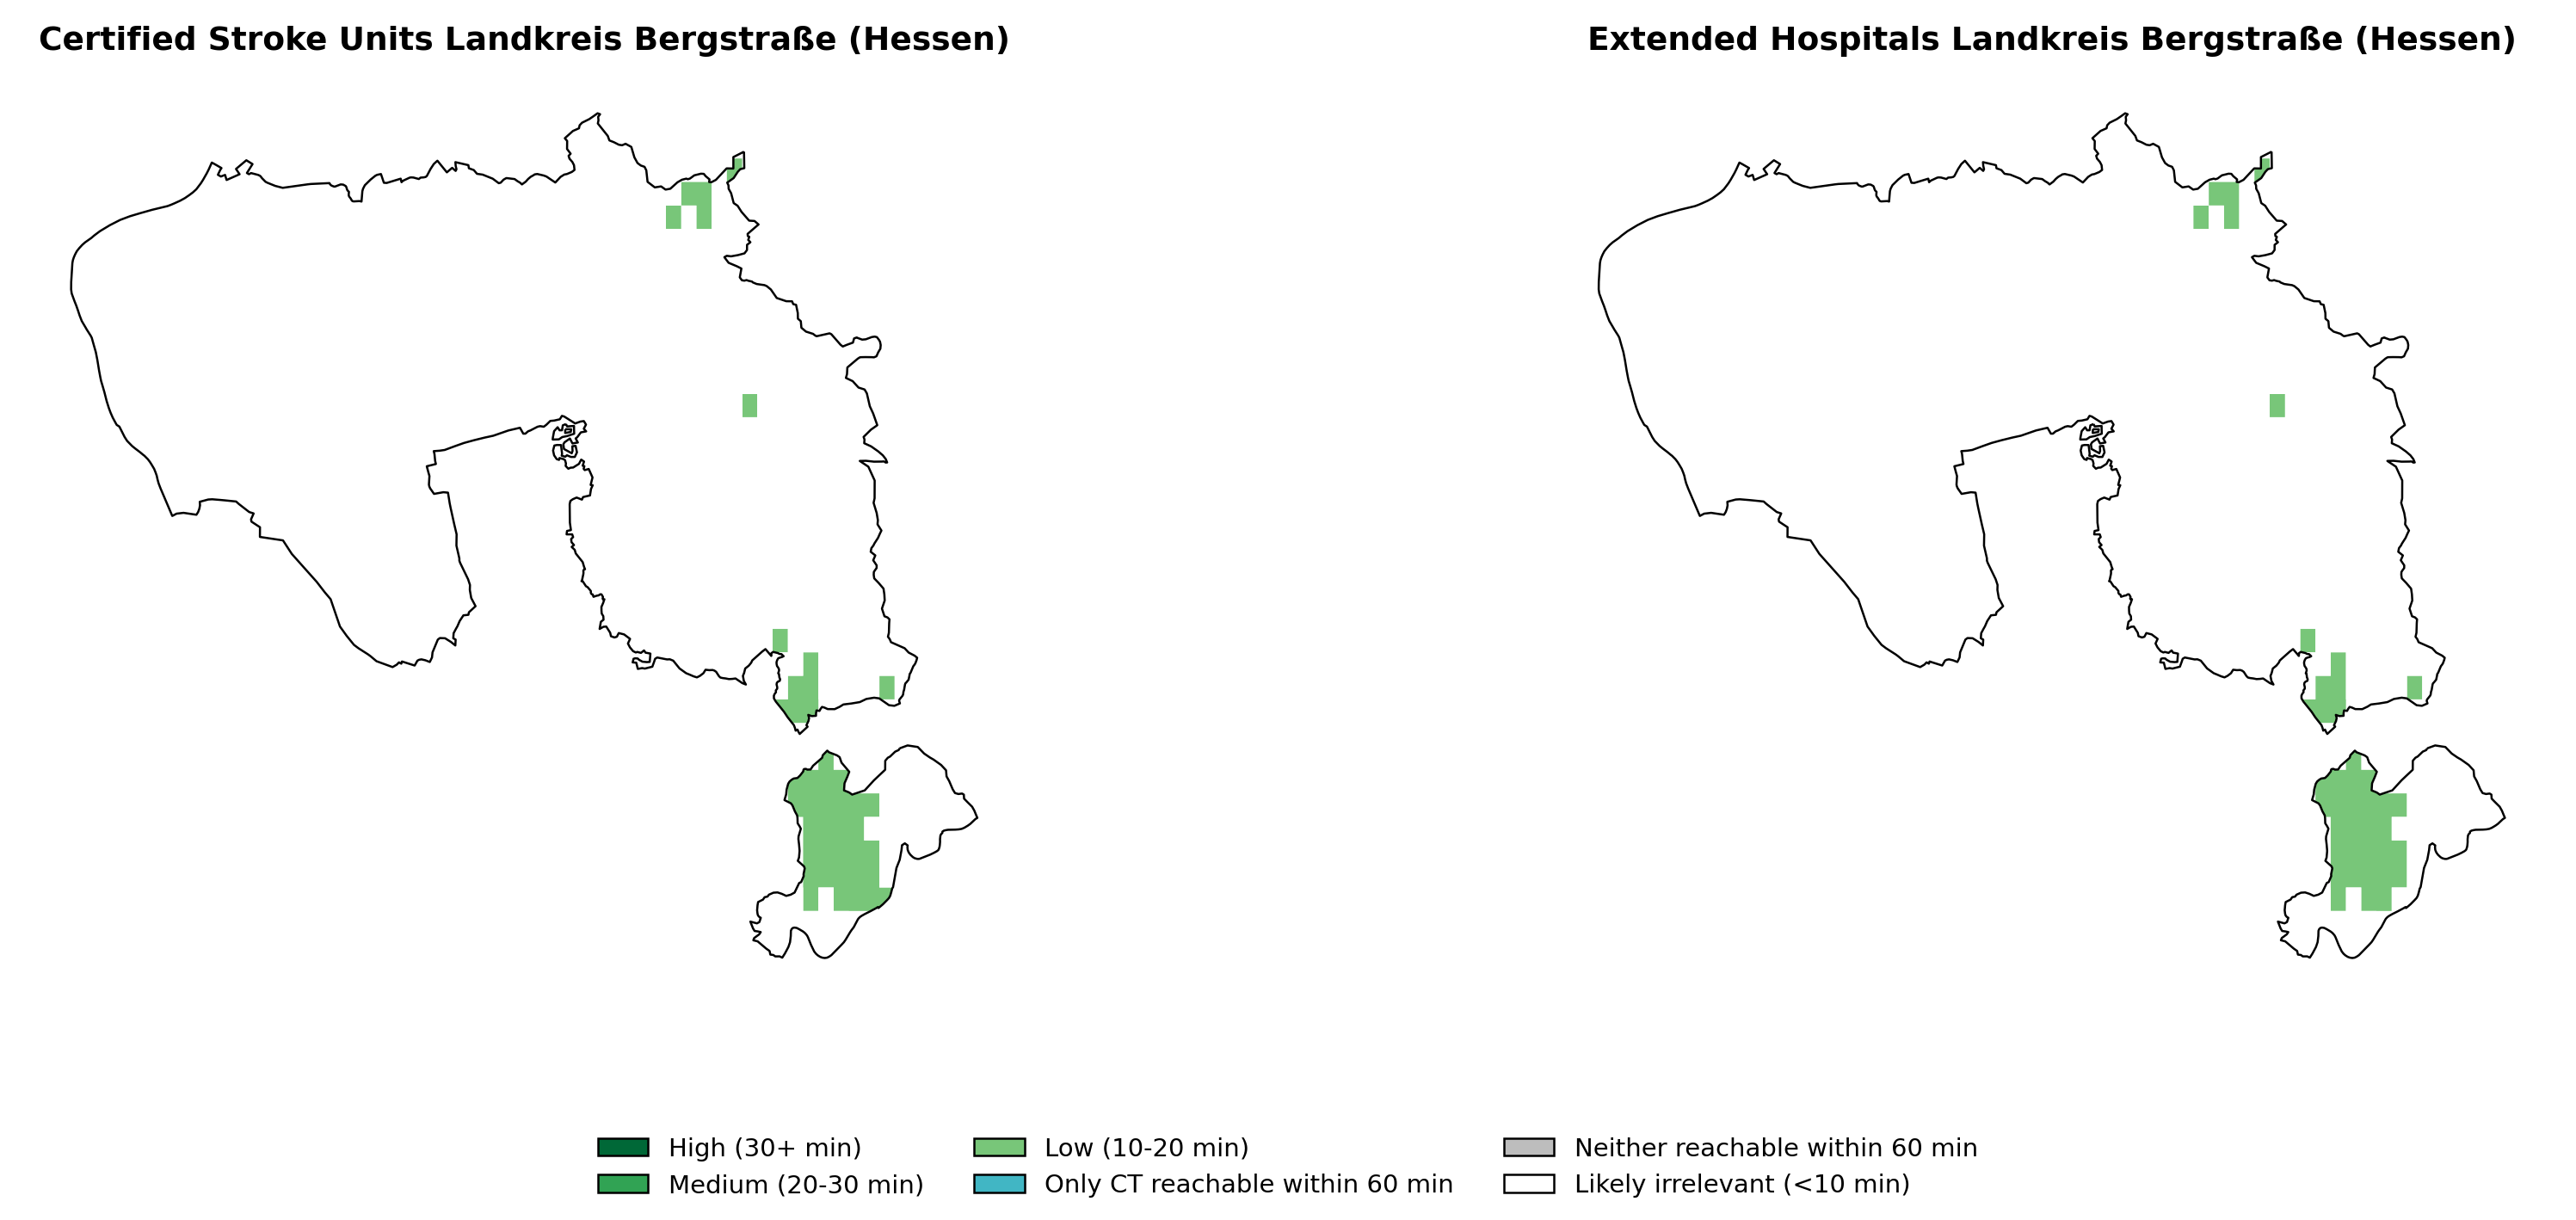 Certified Stroke Units Landkreis Bergstraße (Hessen)
Extended Hospitals Landkreis Bergstraße (Hessen)
High (30+ min)
Medium (20-30 min)
Low (10-20 min)
Only CT reachable within 60 min
Neither reachable within 60 min
Likely irrelevant (<10 min)